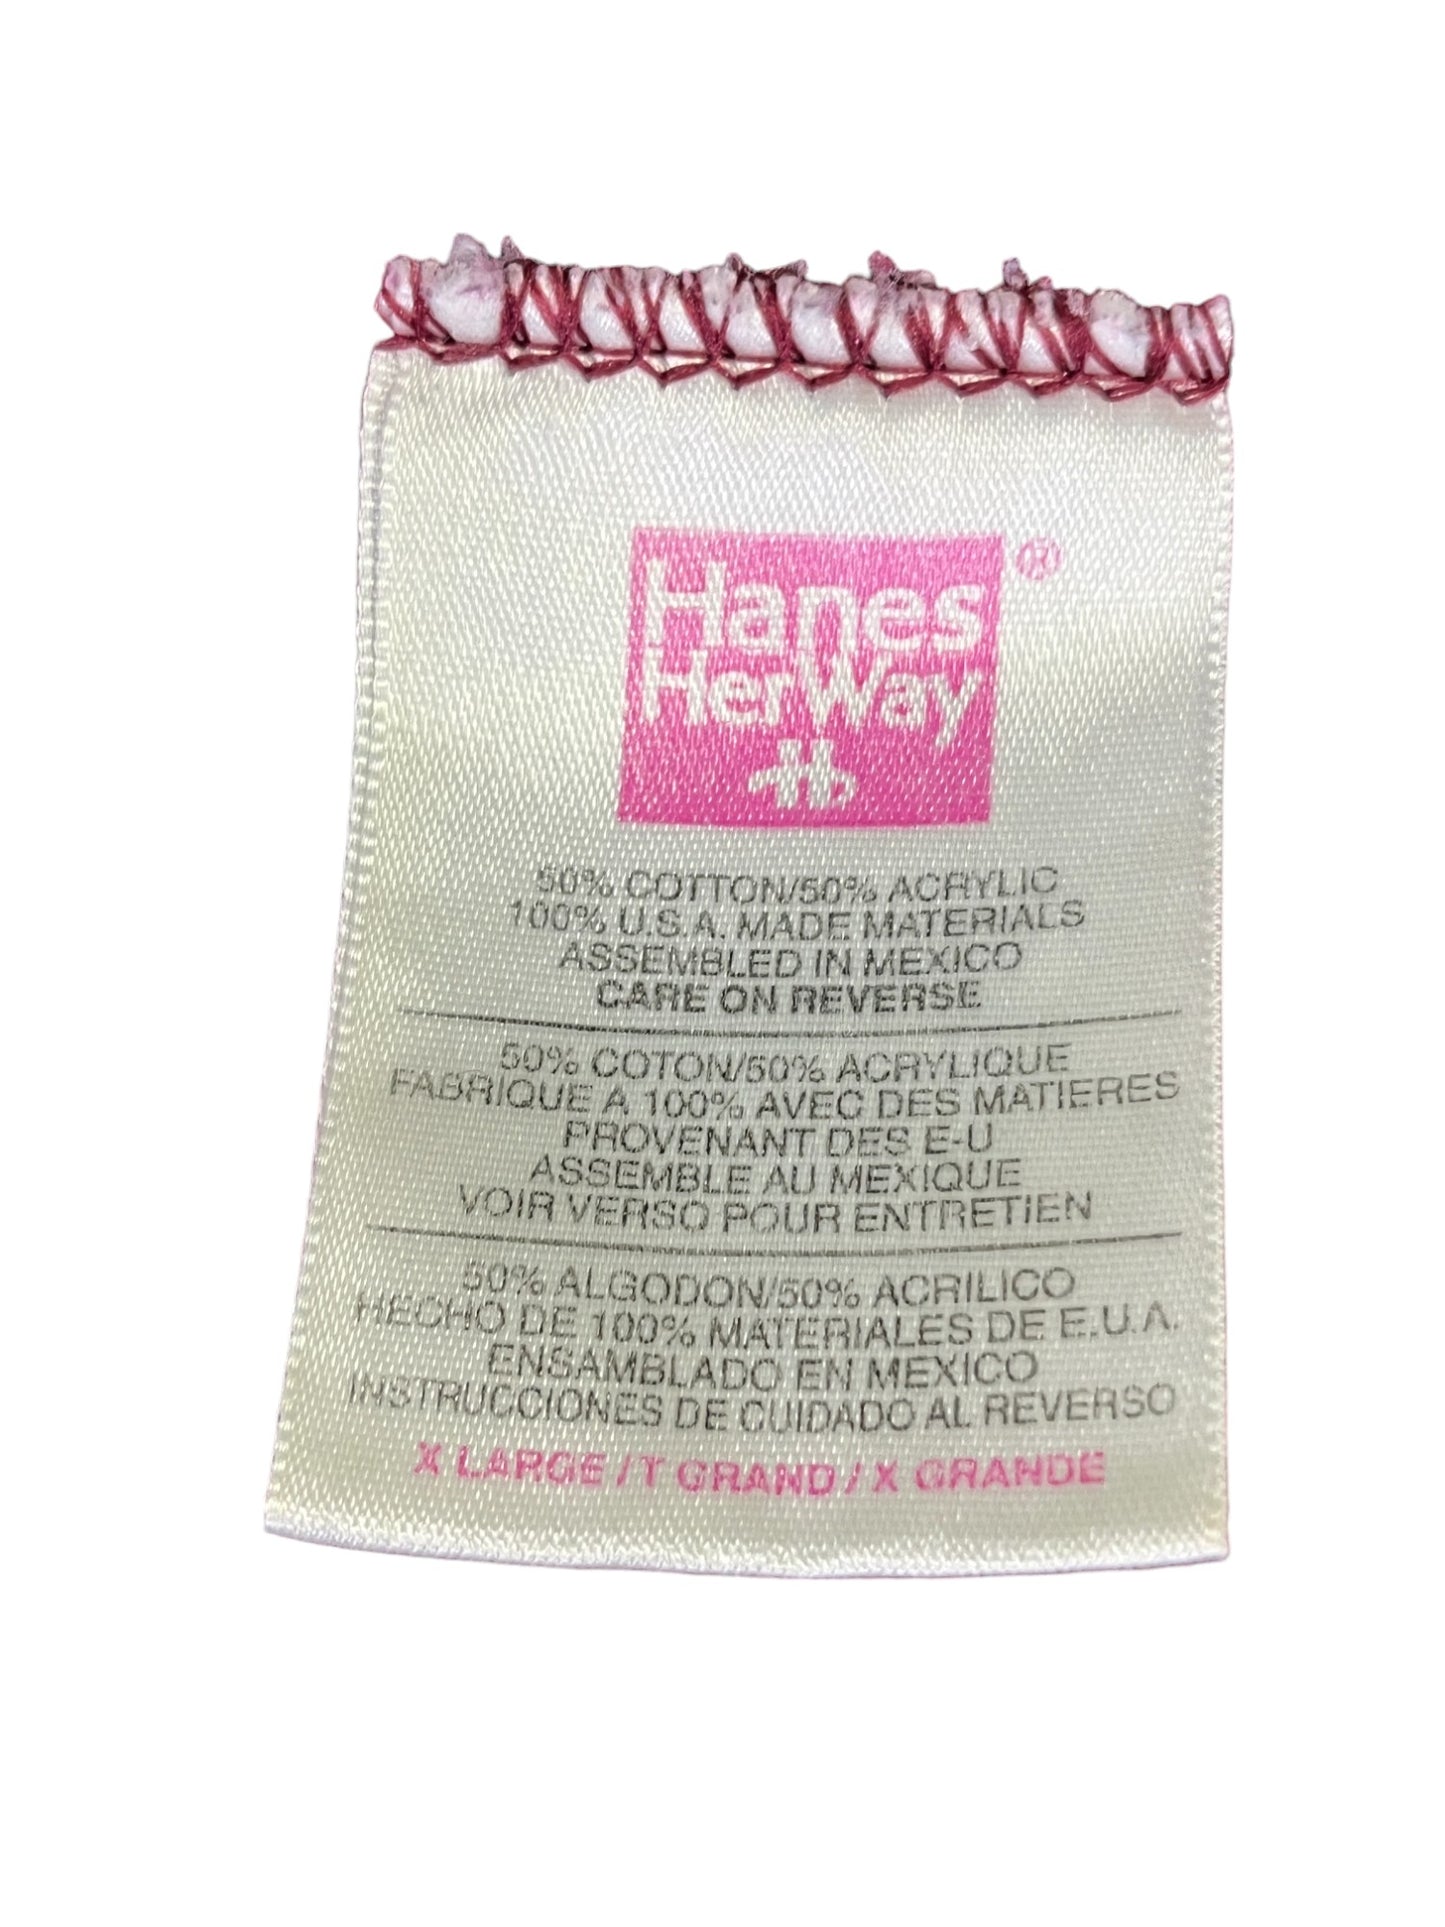 Hanes ®
HerWay
50% COTTON/50% ACRYLIC
100% U.S.A. MADE MATERIALS
ASSEMBLED IN MEXICO
CARE ON REVERSE
50% COTON/50% ACRYLIQUE
FABRIQUE A 100% AVEC DES MATIERES
PROVENANT DES E-U
ASSEMBLE AU MEXIQUE
VOIR VERSO POUR ENTRETIEN
50% ALGODON/50% ACRILICO
HECHO DE 100% MATERIALES DE E.U.A.
ENSAMBLADO EN MEXICO
INSTRUCCIONES DE CUIDADO AL REVERSO
X LARGE / T GRAND / X GRANDE